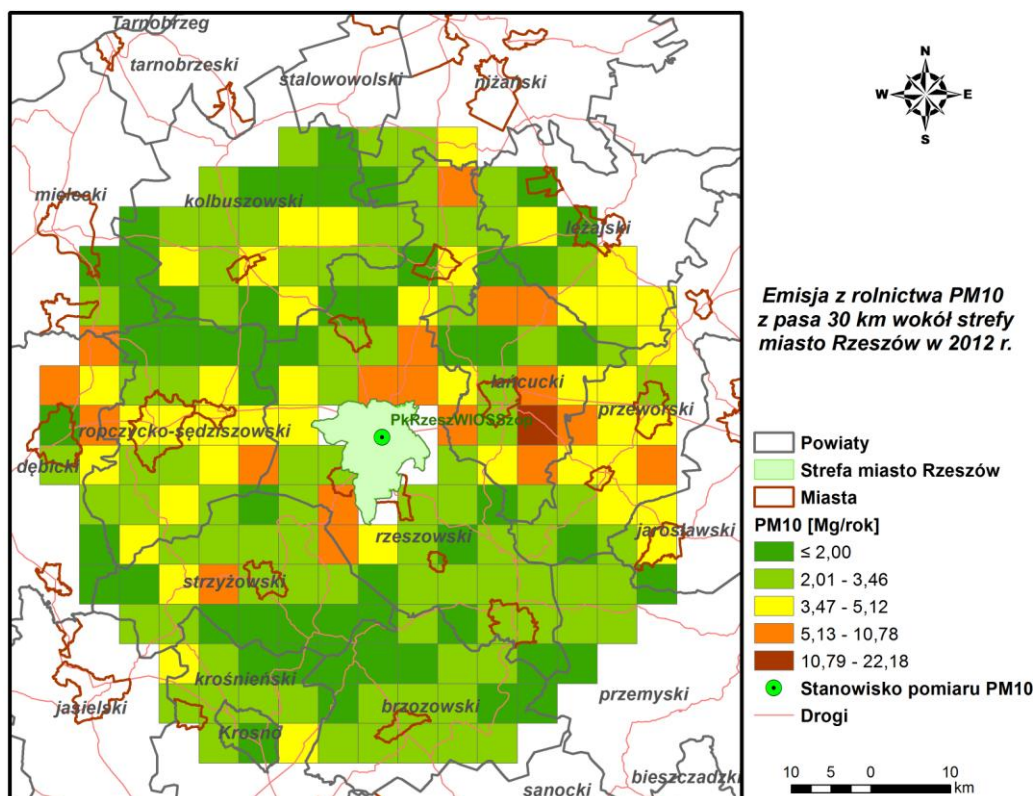 Tarnobrzeg
tarnobrzeski
stalowowolski
niżański
mielecki
kolbuszowski
leżajski
łańcucki
przeworski
PkRzeszWIOSSzop
ropczycko-sędziszowski
dębicki
rzeszowski
jarosławski
strzyżowski
krośnieński
przemyski
jasielski
brzozowski
Krosno
bieszczadzki
sanocki
N
W E
S
Emisja z rolnictwa PM10
z pasa 30 km wokół strefy
miasto Rzeszów w 2012 r.
Powiaty
Strefa miasto Rzeszów
Miasta
PM10 [Mg/rok]
≤ 2,00
2,01 - 3,46
3,47 - 5,12
5,13 - 10,78
10,79 - 22,18
Stanowisko pomiaru PM10
Drogi
10 5 0 10
km